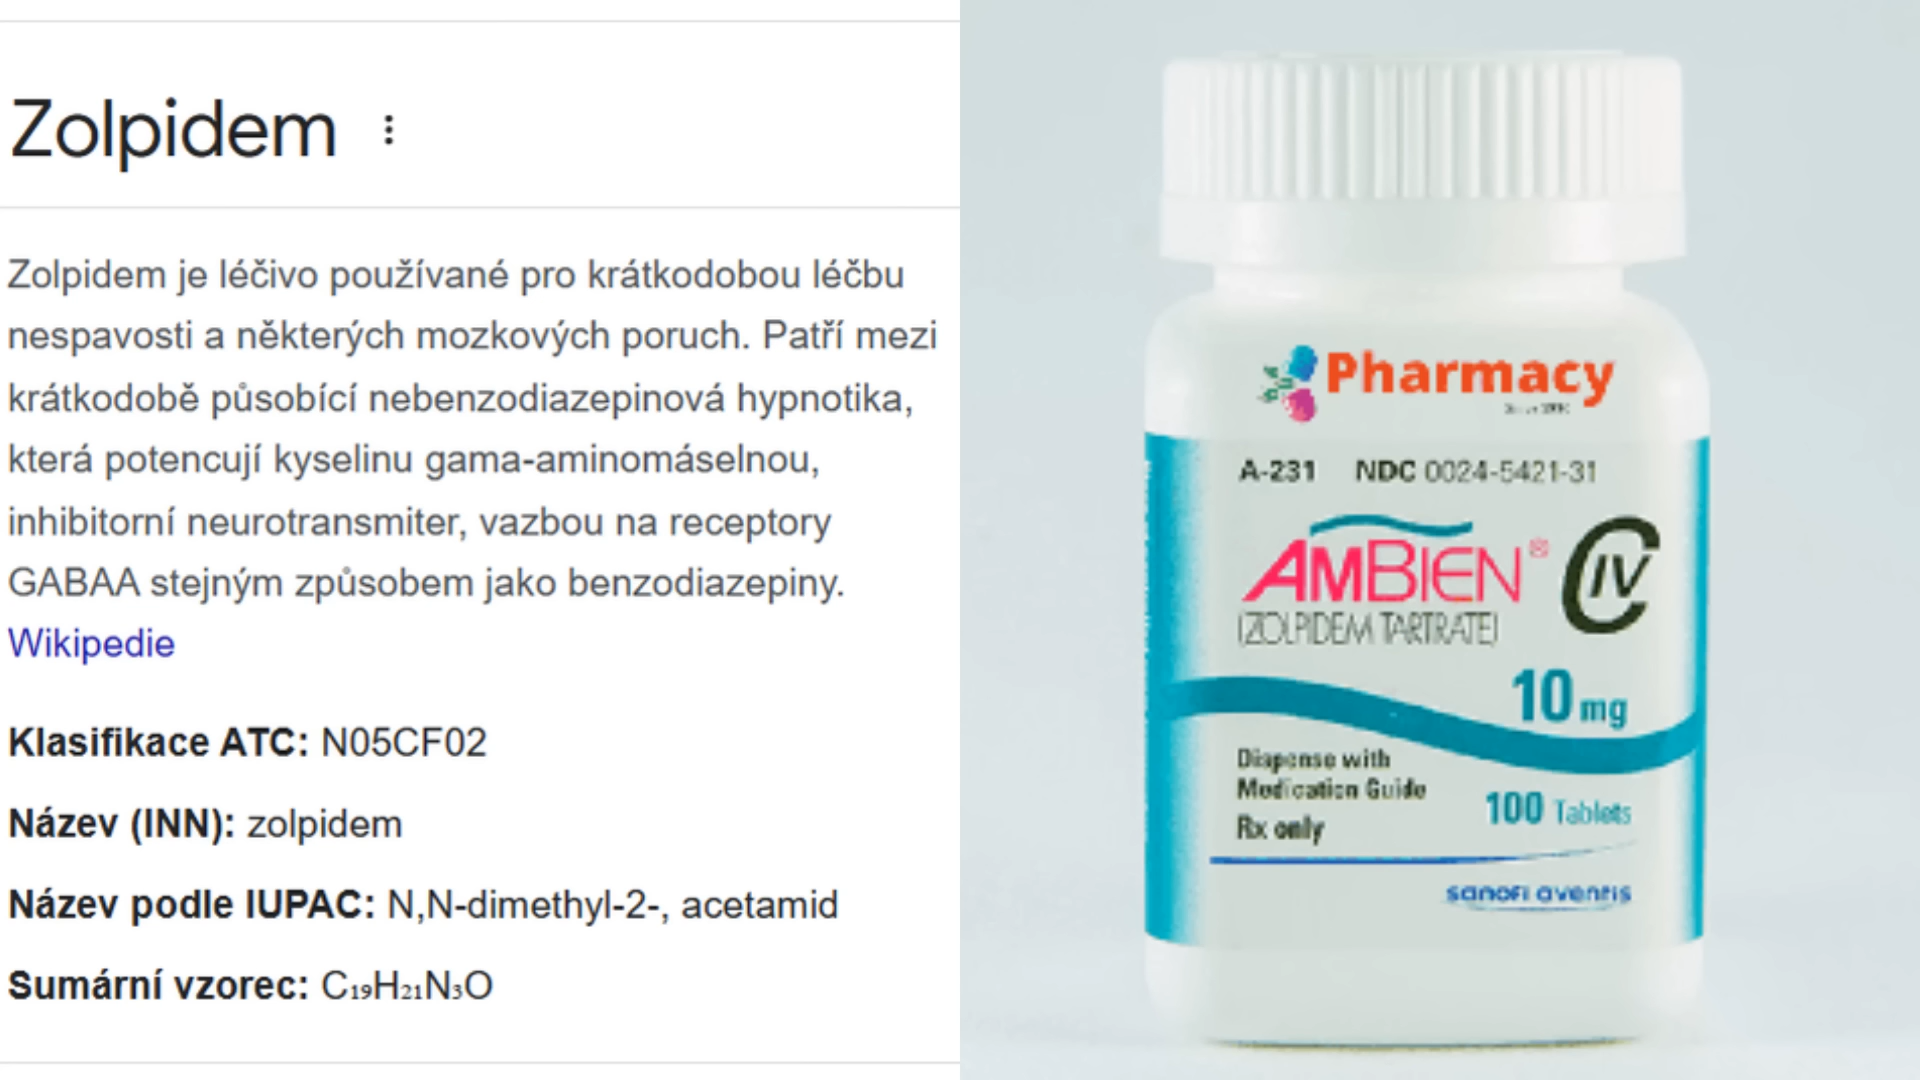 Zolpidem
Zolpidem je léčivo používané pro krátkodobou léčbu
nespavosti a některých mozkových poruch. Patří mezi
krátkodobě působící nebenzodiazepinová hypnotika,
která potencují kyselinu gama-aminomáselnou,
inhibitorní neurotransmiter, vazbou na receptory
GABAA stejným způsobem jako benzodiazepiny.
Wikipedie
Klasifikace ATC: N05CF02
Název (INN): zolpidem
Název podle IUPAC: N,N-dimethyl-2-, acetamid
Sumární vzorec: C₁₉H₂₁N₃O
Pharmacy
A-231 NDC 0024-5421-31
AMBIEN® CIV
(ZOLPIDEM TARTRATE)
10 mg
Dispense with
Medication Guide
Rx only
100 Tablets
sanofi aventis